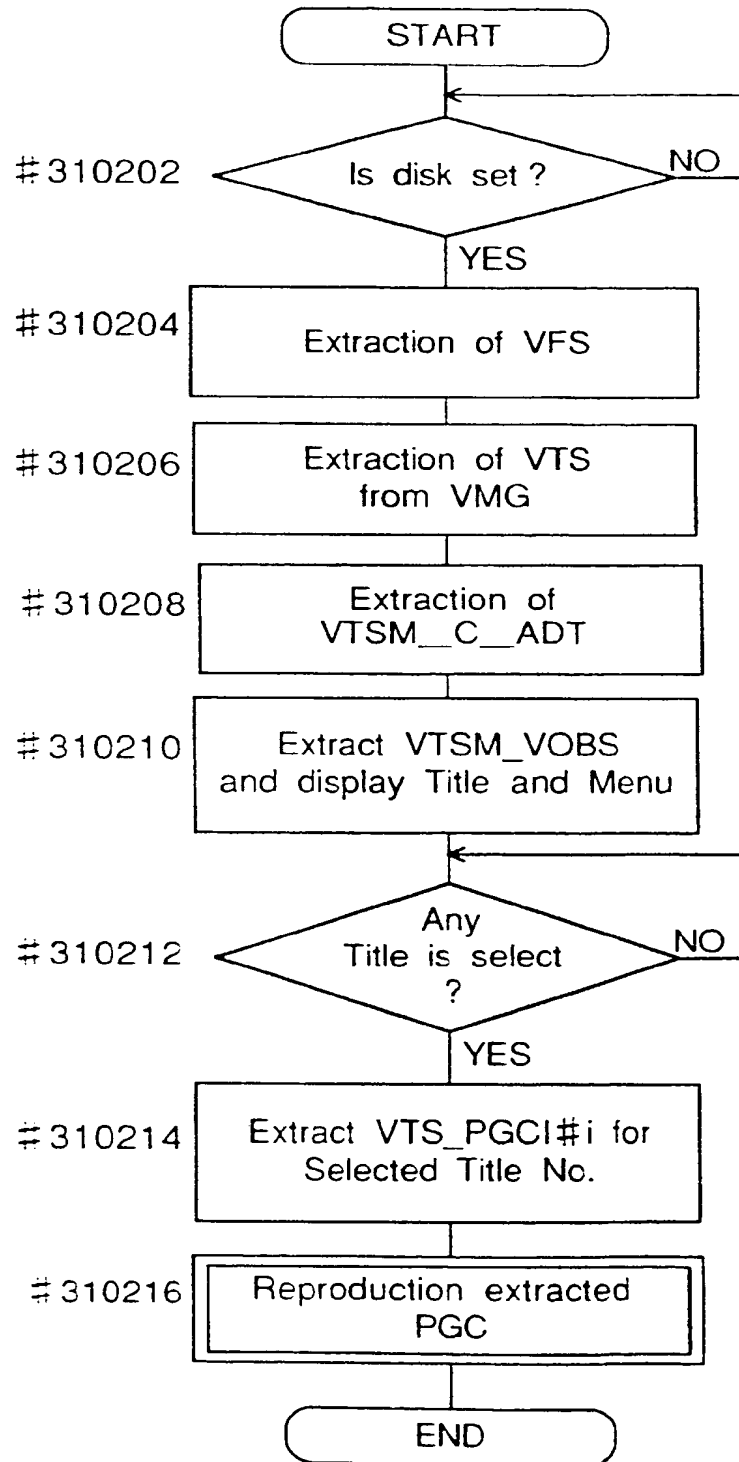 START
#310202
Is disk set ?
NO
YES
#310204
Extraction of VFS
#310206
Extraction of VTS
from VMG
#310208
Extraction of
VTSM__C__ADT
#310210
Extract VTSM_VOBS
and display Title and Menu
Any
#310212
Title is select
NO
?
YES
#310214
Extract VTS_PGCI#i for
Selected Title No.
#310216
Reproduction extracted
PGC
END